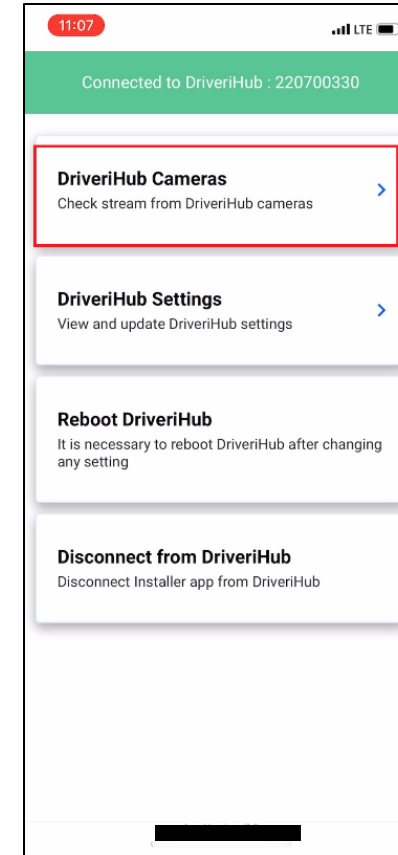 11:07
LTE
Connected to DriveriHub : 220700330
DriveriHub Cameras
Check stream from DriveriHub cameras
DriveriHub Settings
View and update DriveriHub settings
Reboot DriveriHub
It is necessary to reboot DriveriHub after changing
any setting
Disconnect from DriveriHub
Disconnect Installer app from DriveriHub